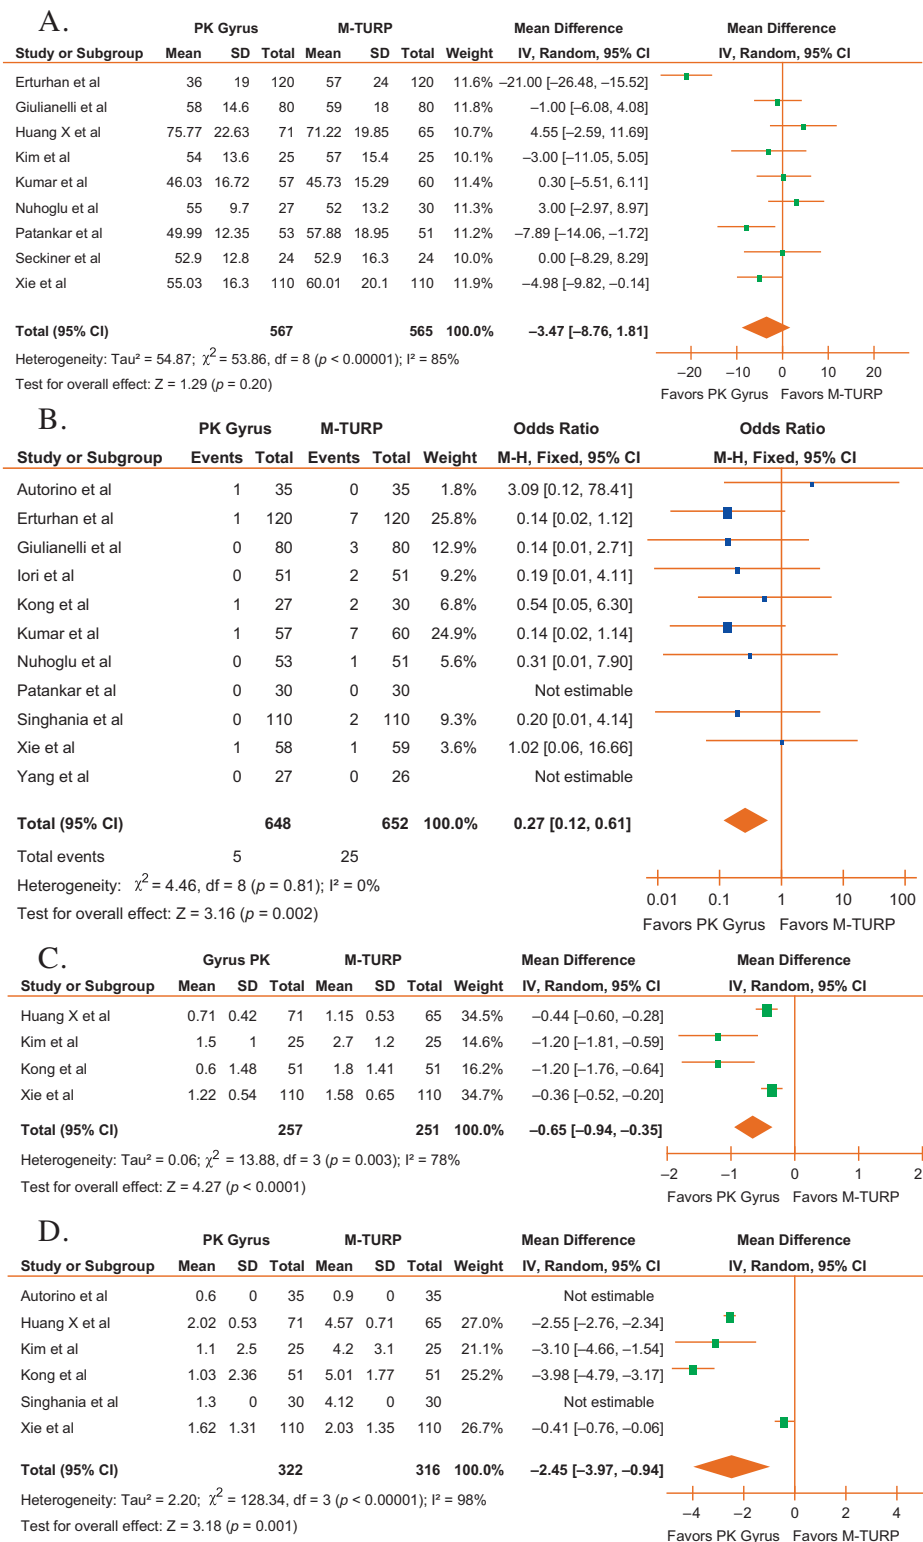 A.
PK Gyrus M-TURP Mean Difference Mean Difference
Study or Subgroup Mean SD Total Mean SD Total Weight IV, Random, 95% CI IV, Random, 95% CI
Erturhan et al 36 19 120 57 24 120 11.6% −21.00 [−26.48, −15.52]
Giulianelli et al 58 14.6 80 59 18 80 11.8% −1.00 [−6.08, 4.08]
Huang X et al 75.77 22.63 71 71.22 19.85 65 10.7% 4.55 [−2.59, 11.69]
Kim et al 54 13.6 25 57 15.4 25 10.1% −3.00 [−11.05, 5.05]
Kumar et al 46.03 16.72 57 45.73 15.29 60 11.4% 0.30 [−5.51, 6.11]
Nuhoglu et al 55 9.7 27 52 13.2 30 11.3% 3.00 [−2.97, 8.97]
Patankar et al 49.99 12.35 53 57.88 18.95 51 11.2% −7.89 [−14.06, −1.72]
Seckiner et al 52.9 12.8 24 52.9 16.3 24 10.0% 0.00 [−8.29, 8.29]
Xie et al 55.03 16.3 110 60.01 20.1 110 11.9% −4.98 [−9.82, −0.14]
Total (95% CI) 567 565 100.0% −3.47 [−8.76, 1.81]
Heterogeneity: Tau² = 54.87; χ² = 53.86, df = 8 (p < 0.00001); I² = 85%
Test for overall effect: Z = 1.29 (p = 0.20)
−20 −10 0 10 20
Favors PK Gyrus Favors M-TURP
B.
PK Gyrus M-TURP Odds Ratio Odds Ratio
Study or Subgroup Events Total Events Total Weight M-H, Fixed, 95% CI M-H, Fixed, 95% CI
Autorino et al 1 35 0 35 1.8% 3.09 [0.12, 78.41]
Erturhan et al 1 120 7 120 25.8% 0.14 [0.02, 1.12]
Giulianelli et al 0 80 3 80 12.9% 0.14 [0.01, 2.71]
Iori et al 0 51 2 51 9.2% 0.19 [0.01, 4.11]
Kong et al 1 27 2 30 6.8% 0.54 [0.05, 6.30]
Kumar et al 1 57 7 60 24.9% 0.14 [0.02, 1.14]
Nuhoglu et al 0 53 1 51 5.6% 0.31 [0.01, 7.90]
Patankar et al 0 30 0 30 Not estimable
Singhania et al 0 110 2 110 9.3% 0.20 [0.01, 4.14]
Xie et al 1 58 1 59 3.6% 1.02 [0.06, 16.66]
Yang et al 0 27 0 26 Not estimable
Total (95% CI) 648 652 100.0% 0.27 [0.12, 0.61]
Total events 5 25
Heterogeneity: χ² = 4.46, df = 8 (p = 0.81); I² = 0%
Test for overall effect: Z = 3.16 (p = 0.002)
0.01 0.1 1 10 100
Favors PK Gyrus Favors M-TURP
C.
Gyrus PK M-TURP Mean Difference Mean Difference
Study or Subgroup Mean SD Total Mean SD Total Weight IV, Random, 95% CI IV, Random, 95% CI
Huang X et al 0.71 0.42 71 1.15 0.53 65 34.5% −0.44 [−0.60, −0.28]
Kim et al 1.5 1 25 2.7 1.2 25 14.6% −1.20 [−1.81, −0.59]
Kong et al 0.6 1.48 51 1.8 1.41 51 16.2% −1.20 [−1.76, −0.64]
Xie et al 1.22 0.54 110 1.58 0.65 110 34.7% −0.36 [−0.52, −0.20]
Total (95% CI) 257 251 100.0% −0.65 [−0.94, −0.35]
Heterogeneity: Tau² = 0.06; χ² = 13.88, df = 3 (p = 0.003); I² = 78%
Test for overall effect: Z = 4.27 (p < 0.0001)
−2 −1 0 1 2
Favors PK Gyrus Favors M-TURP
D.
PK Gyrus M-TURP Mean Difference Mean Difference
Study or Subgroup Mean SD Total Mean SD Total Weight IV, Random, 95% CI IV, Random, 95% CI
Autorino et al 0.6 0 35 0.9 0 35 Not estimable
Huang X et al 2.02 0.53 71 4.57 0.71 65 27.0% −2.55 [−2.76, −2.34]
Kim et al 1.1 2.5 25 4.2 3.1 25 21.1% −3.10 [−4.66, −1.54]
Kong et al 1.03 2.36 51 5.01 1.77 51 25.2% −3.98 [−4.79, −3.17]
Singhania et al 1.3 0 30 4.12 0 30 Not estimable
Xie et al 1.62 1.31 110 2.03 1.35 110 26.7% −0.41 [−0.76, −0.06]
Total (95% CI) 322 316 100.0% −2.45 [−3.97, −0.94]
Heterogeneity: Tau² = 2.20; χ² = 128.34, df = 3 (p < 0.00001); I² = 98%
Test for overall effect: Z = 3.18 (p = 0.001)
−4 −2 0 2 4
Favors PK Gyrus Favors M-TURP